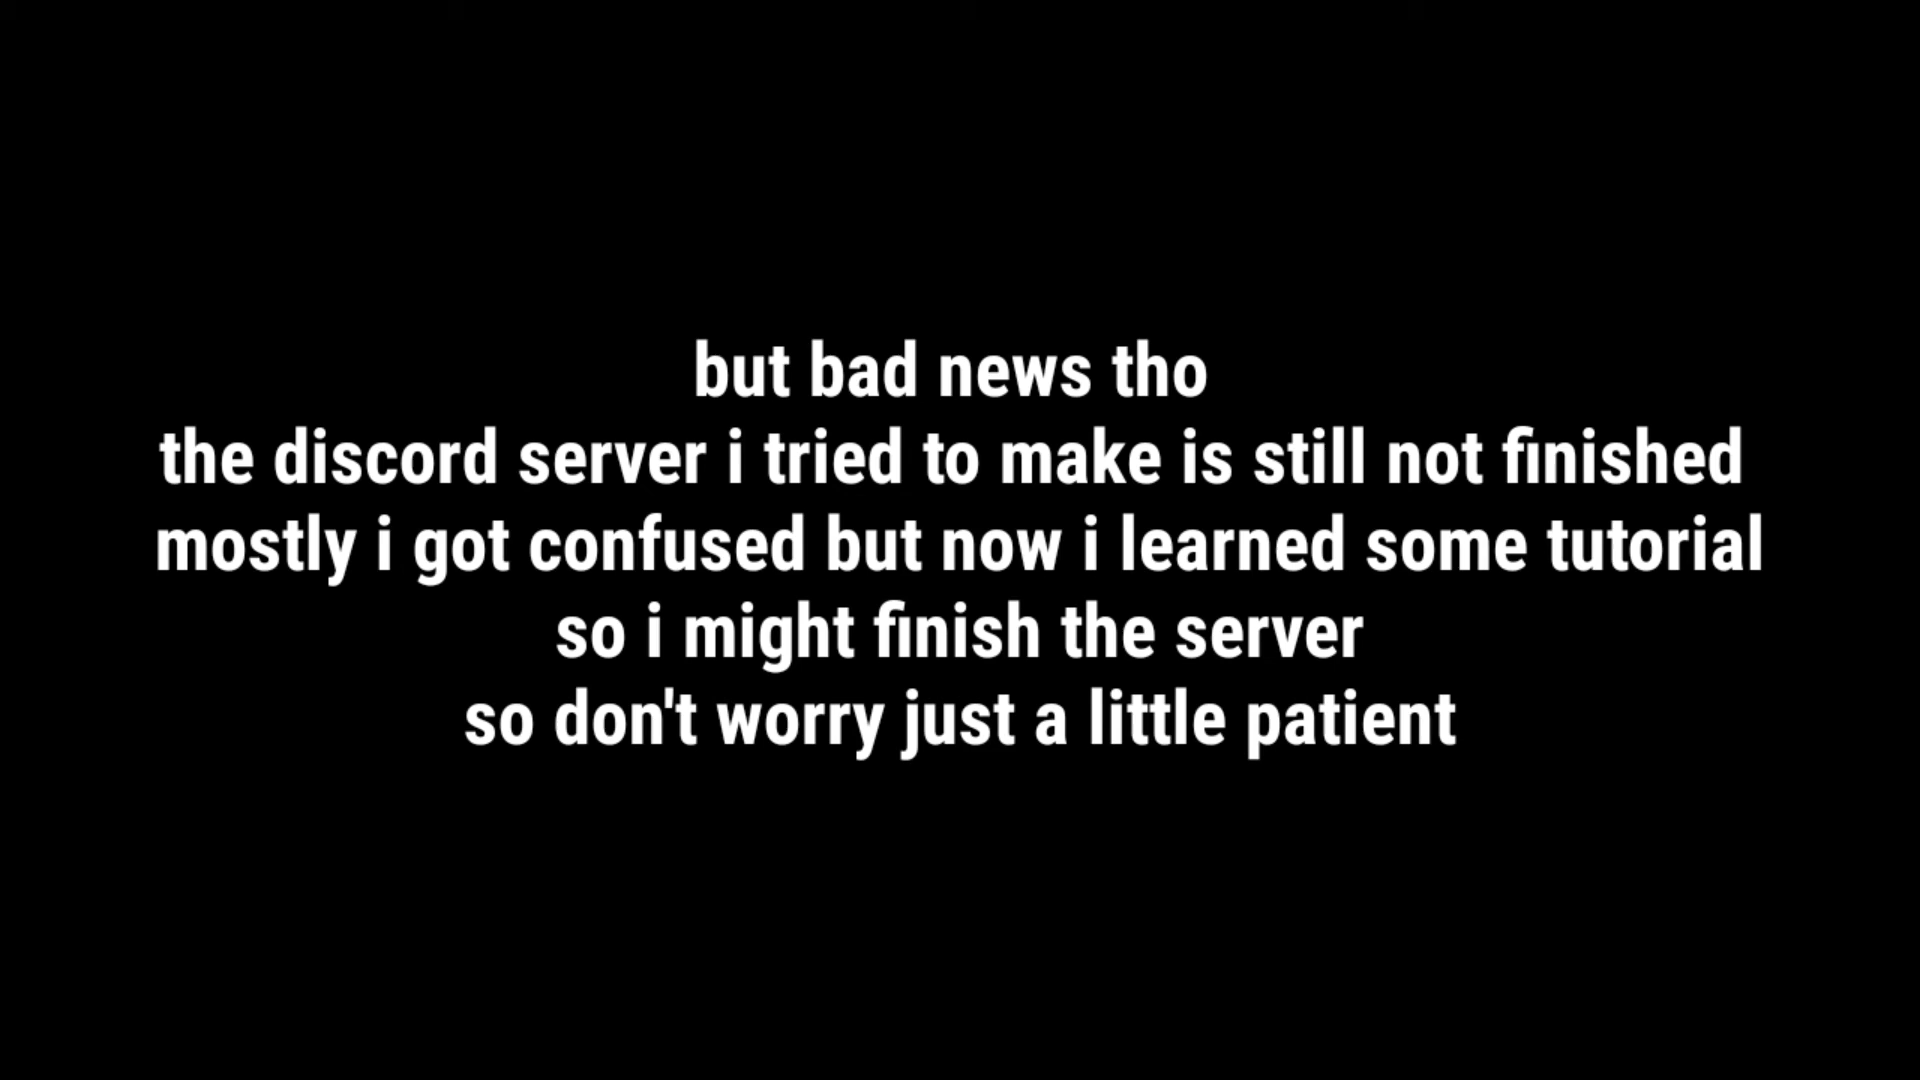 but bad news tho
the discord server i tried to make is still not finished
mostly i got confused but now i learned some tutorial
so i might finish the server
so don't worry just a little patient